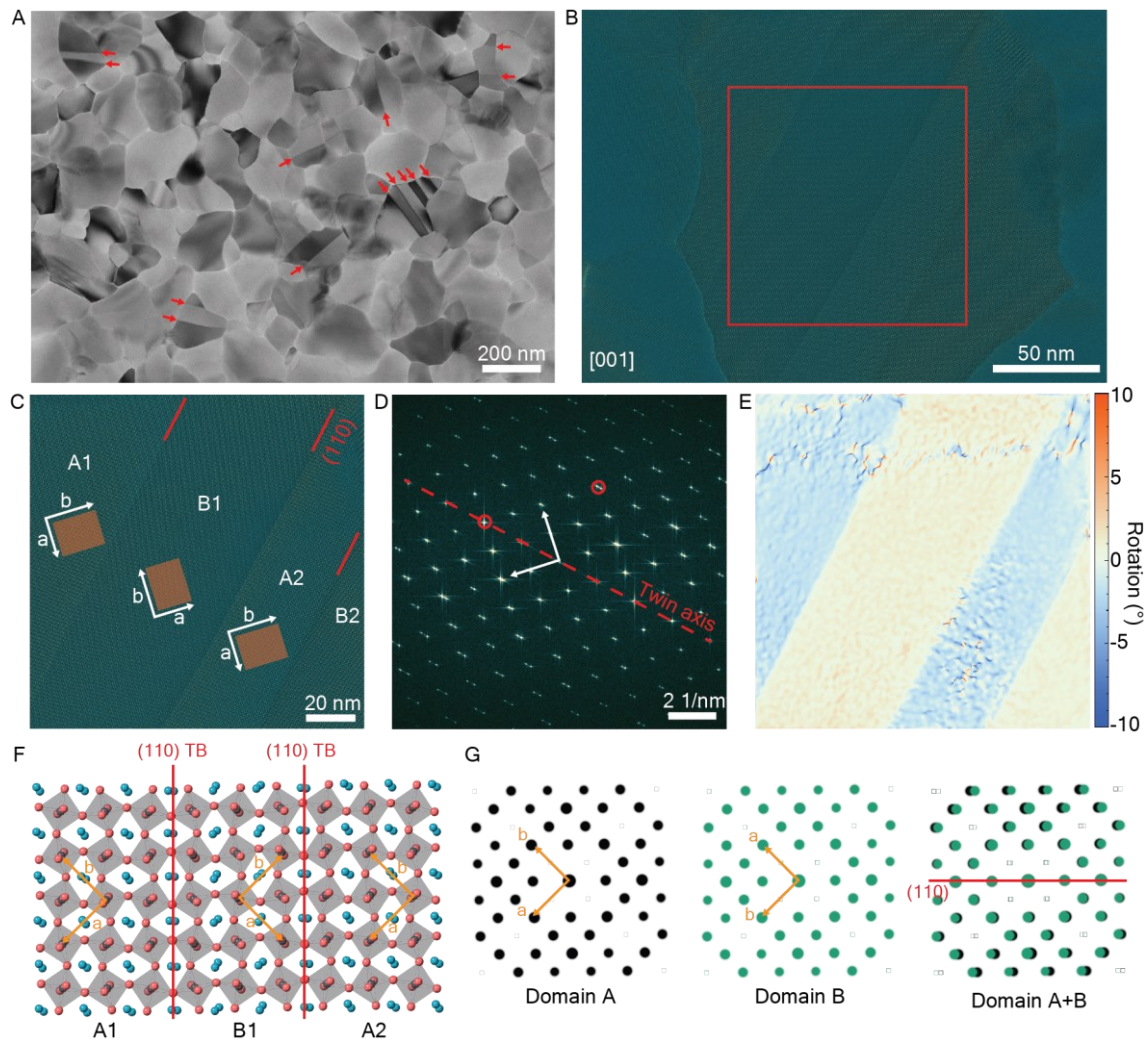 A
200 nm
B
[001]
50 nm
C
A1
b
a
B1
b
a
(110)
A2
b
a
B2
20 nm
D
Twin axis
2 1/nm
E
10
5
0
-5
-10
Rotation (°)
F
(110) TB
(110) TB
b
a
b
a
b
a
A1
B1
A2
G
b
a
Domain A
a
b
Domain B
(110)
Domain A+B